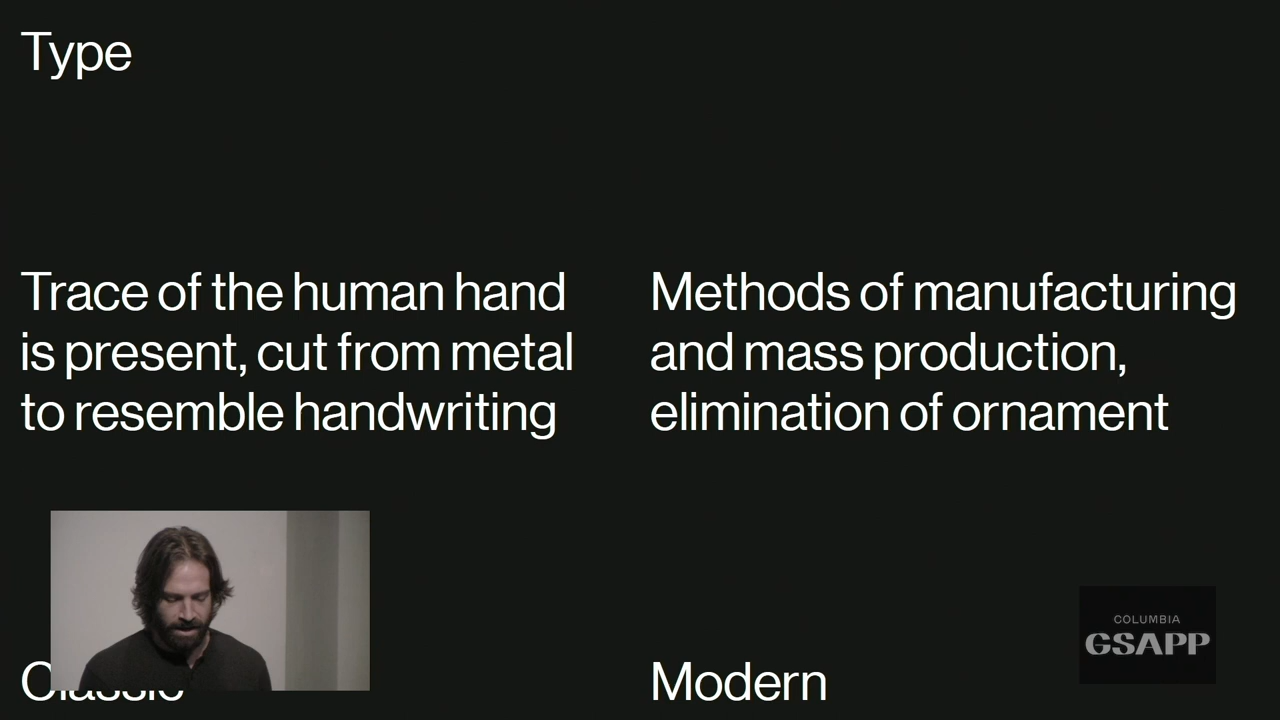 Type
Trace of the human hand
is present, cut from metal
to resemble handwriting
Methods of manufacturing
and mass production,
elimination of ornament
COLUMBIA
GSAPP
Classic
Modern